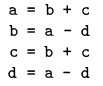 a = b + c
b = a - d
c = b + c
d = a - d